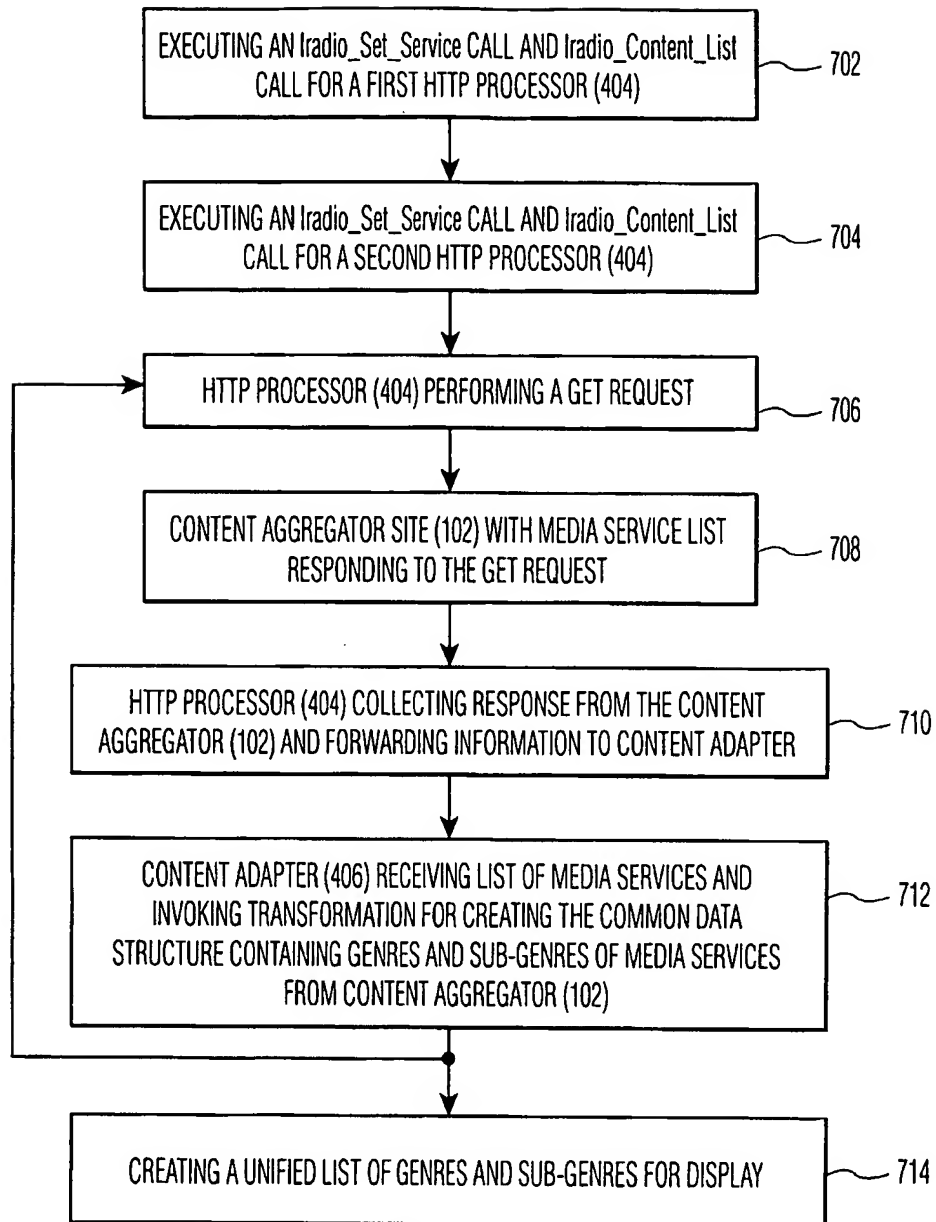 EXECUTING AN Iradio_Set_Service CALL AND Iradio_Content_List
CALL FOR A FIRST HTTP PROCESSOR (404)
702
EXECUTING AN Iradio_Set_Service CALL AND Iradio_Content_List
CALL FOR A SECOND HTTP PROCESSOR (404)
704
HTTP PROCESSOR (404) PERFORMING A GET REQUEST
706
CONTENT AGGREGATOR SITE (102) WITH MEDIA SERVICE LIST
RESPONDING TO THE GET REQUEST
708
HTTP PROCESSOR (404) COLLECTING RESPONSE FROM THE CONTENT
AGGREGATOR (102) AND FORWARDING INFORMATION TO CONTENT ADAPTER
710
CONTENT ADAPTER (406) RECEIVING LIST OF MEDIA SERVICES AND
INVOKING TRANSFORMATION FOR CREATING THE COMMON DATA
STRUCTURE CONTAINING GENRES AND SUB-GENRES OF MEDIA SERVICES
FROM CONTENT AGGREGATOR (102)
712
CREATING A UNIFIED LIST OF GENRES AND SUB-GENRES FOR DISPLAY
714